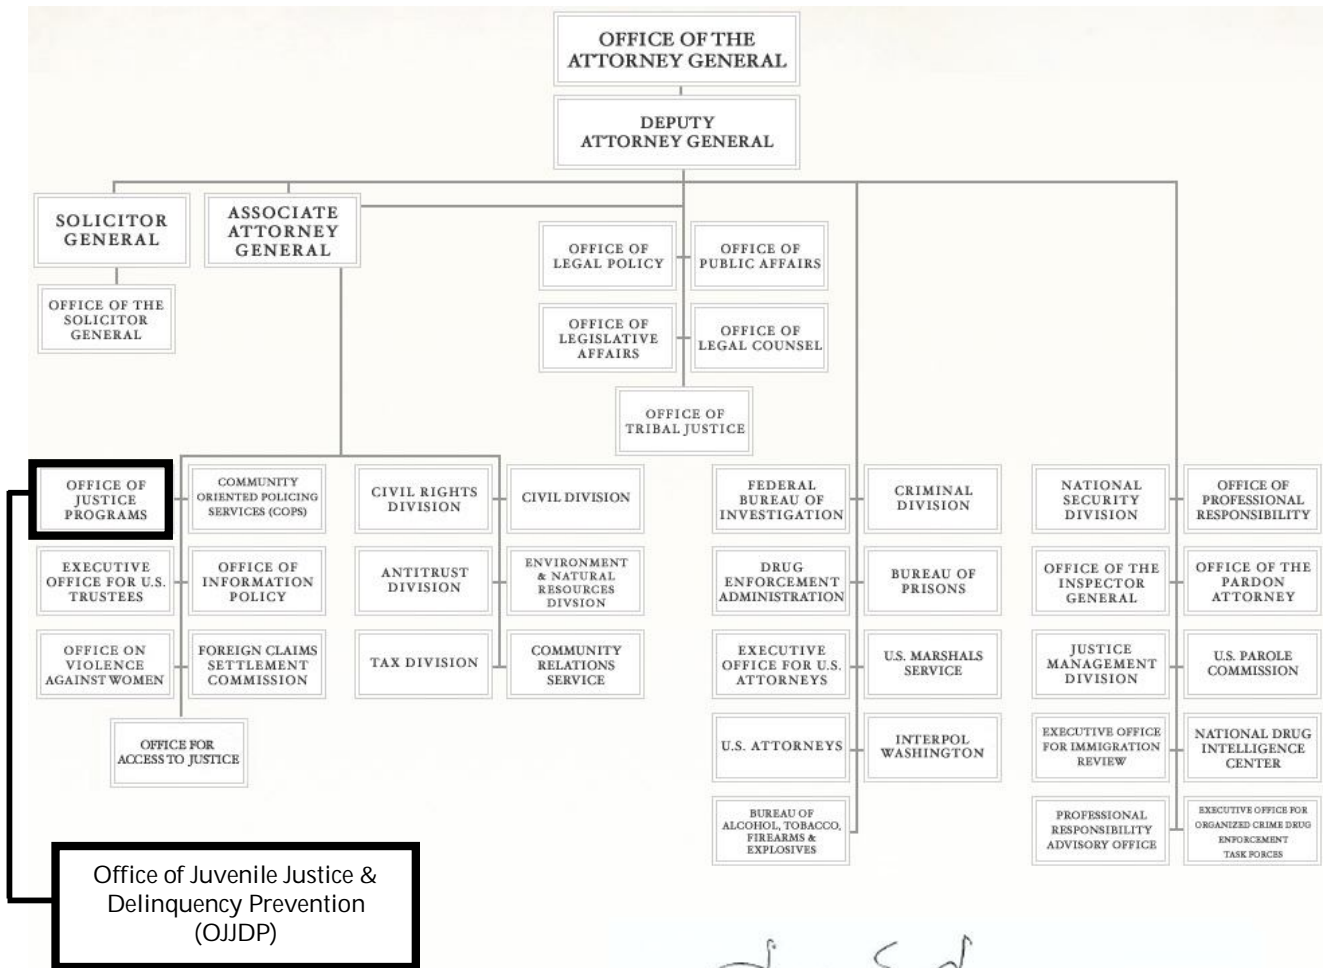 OFFICE OF THE
ATTORNEY GENERAL
DEPUTY
ATTORNEY GENERAL
SOLICITOR
GENERAL
ASSOCIATE
ATTORNEY
GENERAL
OFFICE OF THE
SOLICITOR
GENERAL
OFFICE OF
LEGAL POLICY
OFFICE OF
PUBLIC AFFAIRS
OFFICE OF
LEGISLATIVE
AFFAIRS
OFFICE OF
LEGAL COUNSEL
OFFICE OF
TRIBAL JUSTICE
OFFICE OF
JUSTICE
PROGRAMS
COMMUNITY
ORIENTED POLICING
SERVICES (COPS)
CIVIL RIGHTS
DIVISION
CIVIL DIVISION
FEDERAL
BUREAU OF
INVESTIGATION
CRIMINAL
DIVISION
NATIONAL
SECURITY
DIVISION
OFFICE OF
PROFESSIONAL
RESPONSIBILITY
EXECUTIVE
OFFICE FOR U.S.
TRUSTEES
OFFICE OF
INFORMATION
POLICY
ANTITRUST
DIVISION
ENVIRONMENT
& NATURAL
RESOURCES
DIVSION
DRUG
ENFORCEMENT
ADMINISTRATION
BUREAU OF
PRISONS
OFFICE OF THE
INSPECTOR
GENERAL
OFFICE OF THE
PARDON
ATTORNEY
OFFICE ON
VIOLENCE
AGAINST WOMEN
FOREIGN CLAIMS
SETTLEMENT
COMMISSION
TAX DIVISION
COMMUNITY
RELATIONS
SERVICE
EXECUTIVE
OFFICE FOR U.S.
ATTORNEYS
U.S. MARSHALS
SERVICE
JUSTICE
MANAGEMENT
DIVISION
U.S. PAROLE
COMMISSION
OFFICE FOR
ACCESS TO JUSTICE
U.S. ATTORNEYS
INTERPOL
WASHINGTON
EXECUTIVE OFFICE
FOR IMMIGRATION
REVIEW
NATIONAL DRUG
INTELLIGENCE
CENTER
BUREAU OF
ALCOHOL, TOBACCO,
FIREARMS &
EXPLOSIVES
PROFESSIONAL
RESPONSIBILITY
ADVISORY OFFICE
EXECUTIVE OFFICE FOR
ORGANIZED CRIME DRUG
ENFORCEMENT
TASK FORCES
Office of Juvenile Justice &
Delinquency Prevention
(OJJDP)